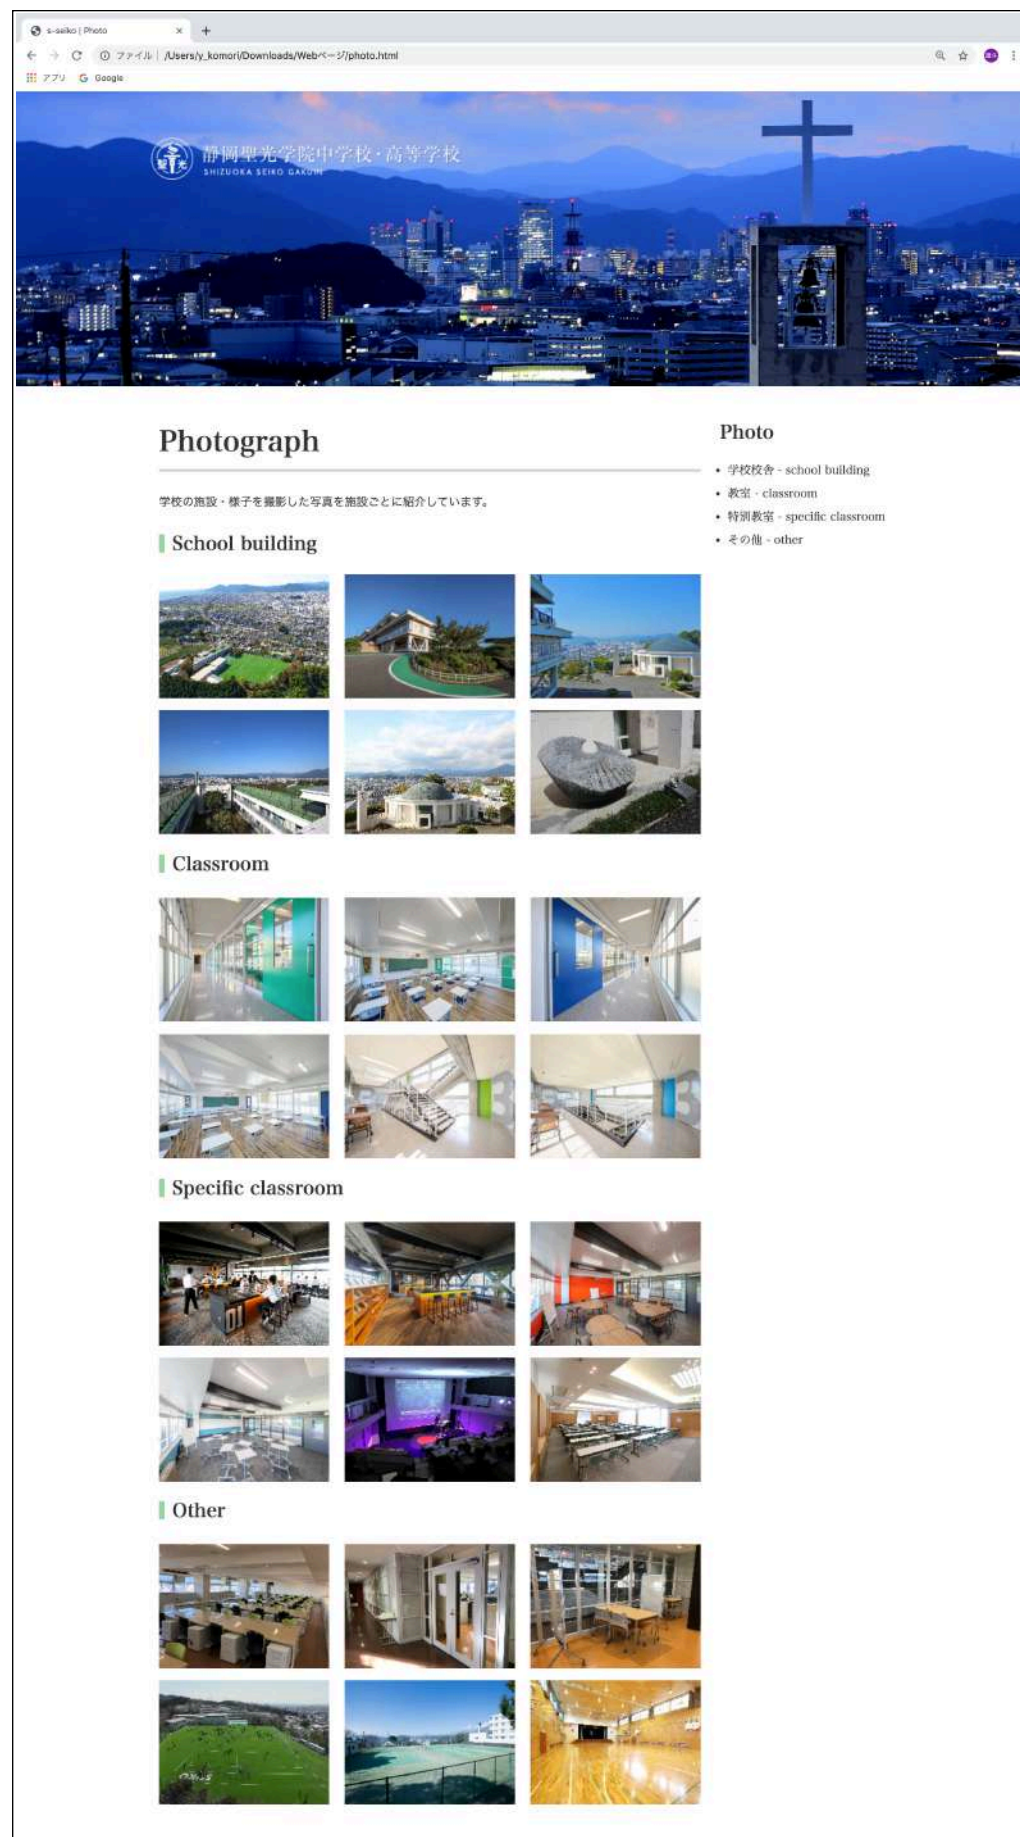 s-seiko | Photo
ファイル | /Users/y_komori/Downloads/Webページ/photo.html
アプリ Google
静岡聖光学院中学校・高等学校
SHIZUOKA SEIKO GAKUIN
Photograph
学校の施設・様子を撮影した写真を施設ごとに紹介しています。
School building
Classroom
Specific classroom
Other
Photo
学校校舎 - school building
教室 - classroom
特別教室 - specific classroom
その他 - other